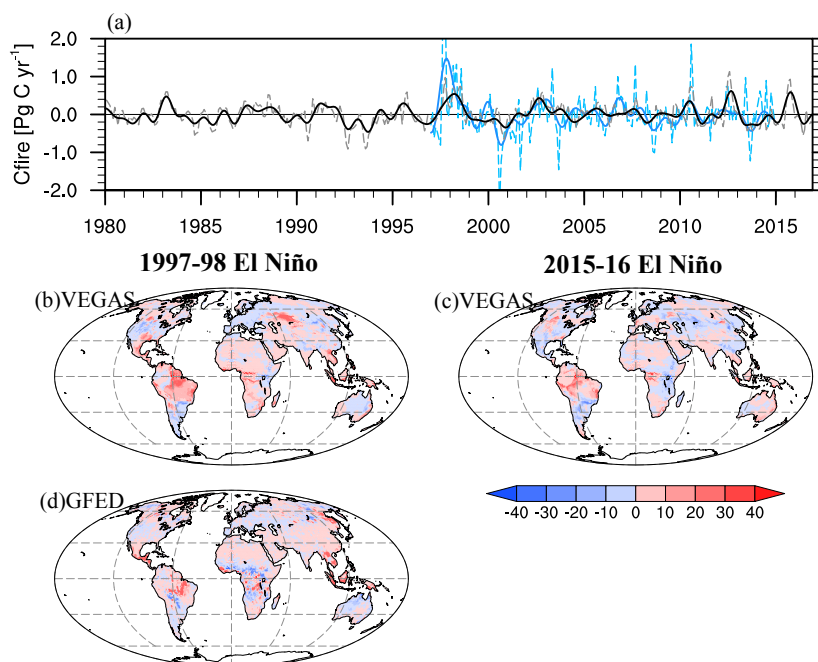 (a)
Cfire [Pg C yr-1]
2.0
1.0
0.0
-1.0
-2.0
1980 1985 1990 1995 2000 2005 2010 2015
1997-98 El Niño 2015-16 El Niño
(b)VEGAS (c)VEGAS
(d)GFED
-40 -30 -20 -10 0 10 20 30 40